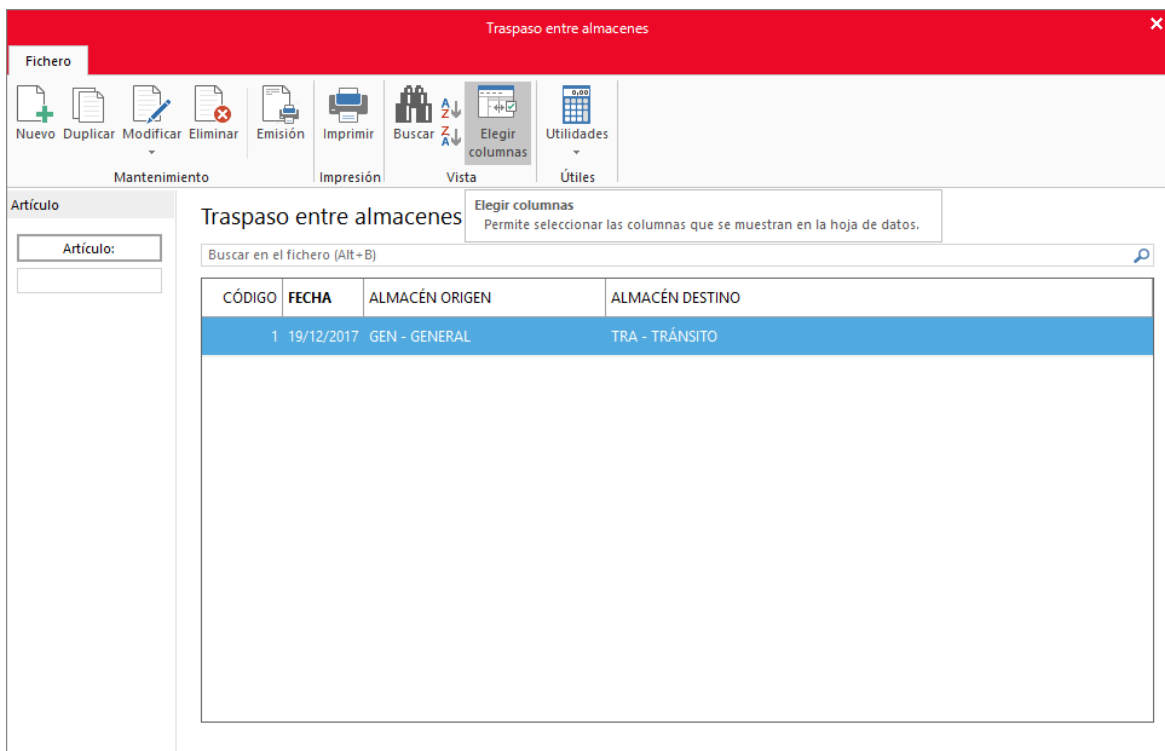 Traspaso entre almacenes
Fichero
Nuevo Duplicar Modificar Eliminar Emisión Imprimir Buscar Elegir columnas Utilidades
Mantenimiento Impresión Vista Útiles
Artículo
Artículo:
Elegir columnas
Permite seleccionar las columnas que se muestran en la hoja de datos.
Traspaso entre almacenes
Buscar en el fichero (Alt+B)
CÓDIGO FECHA ALMACÉN ORIGEN ALMACÉN DESTINO
1 19/12/2017 GEN - GENERAL TRA - TRÁNSITO